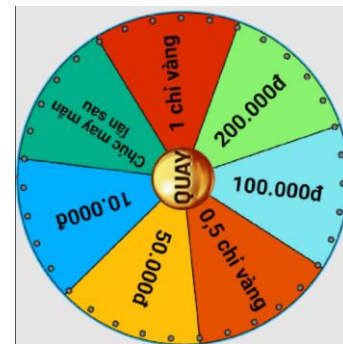 1 chỉ vàng
200.000đ
100.000đ
0,5 chỉ vàng
50.000đ
10.000đ
Chúc may mắn
lần sau
QUAY